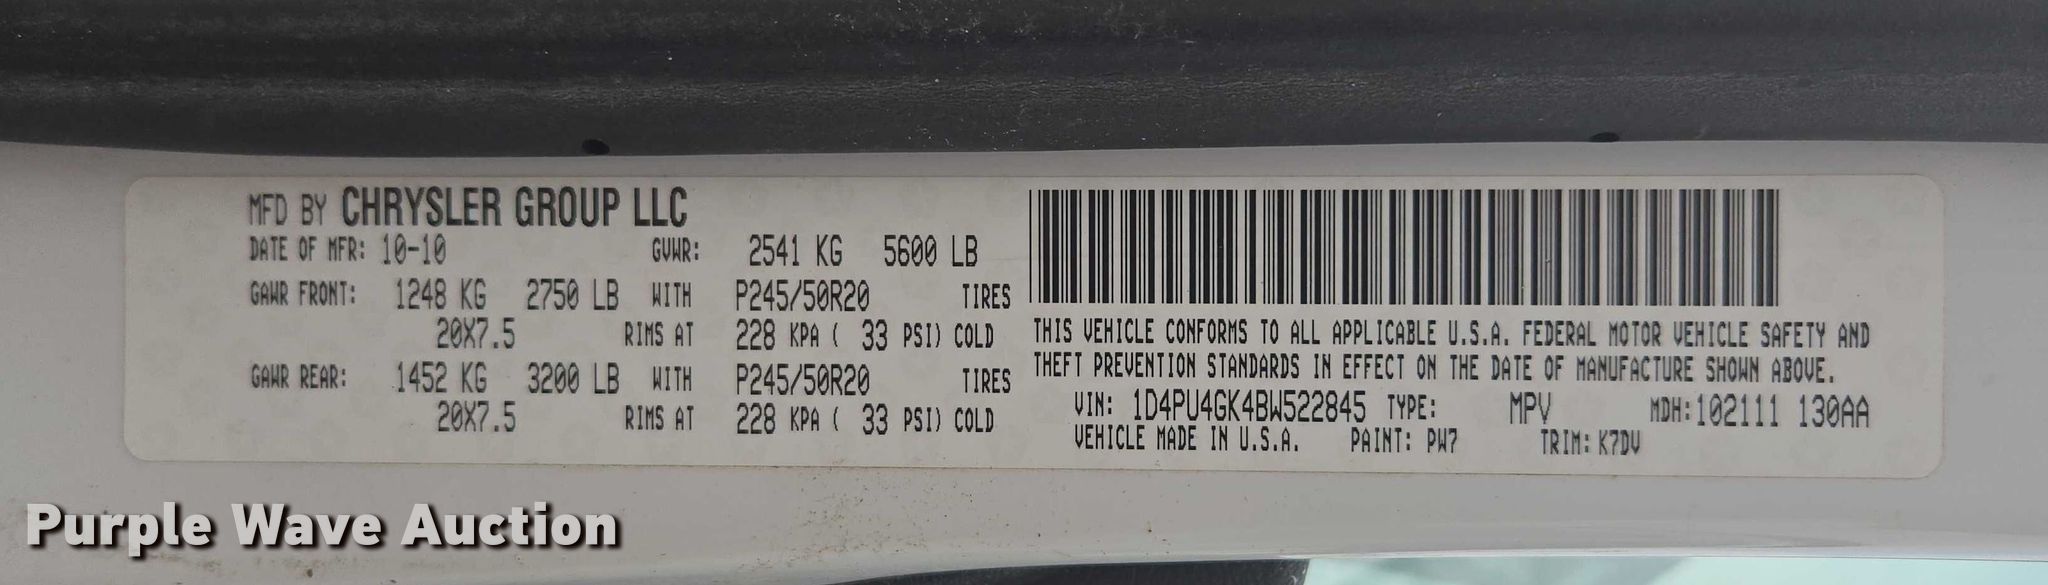 MFD BY CHRYSLER GROUP LLC
DATE OF MFR: 10-10 GVWR: 2541 KG 5600 LB
GAWR FRONT: 1248 KG 2750 LB WITH P245/50R20 TIRES
20X7.5 RIMS AT 228 KPA ( 33 PSI) COLD
GAWR REAR: 1452 KG 3200 LB WITH P245/50R20 TIRES
20X7.5 RIMS AT 228 KPA ( 33 PSI) COLD
THIS VEHICLE CONFORMS TO ALL APPLICABLE U.S.A. FEDERAL MOTOR VEHICLE SAFETY AND
THEFT PREVENTION STANDARDS IN EFFECT ON THE DATE OF MANUFACTURE SHOWN ABOVE.
VIN: 1D4PU4GK4BW522845 TYPE: MPV MDH: 102111 130AA
VEHICLE MADE IN U.S.A. PAINT: PW7 TRIM: K7DV
Purple Wave Auction